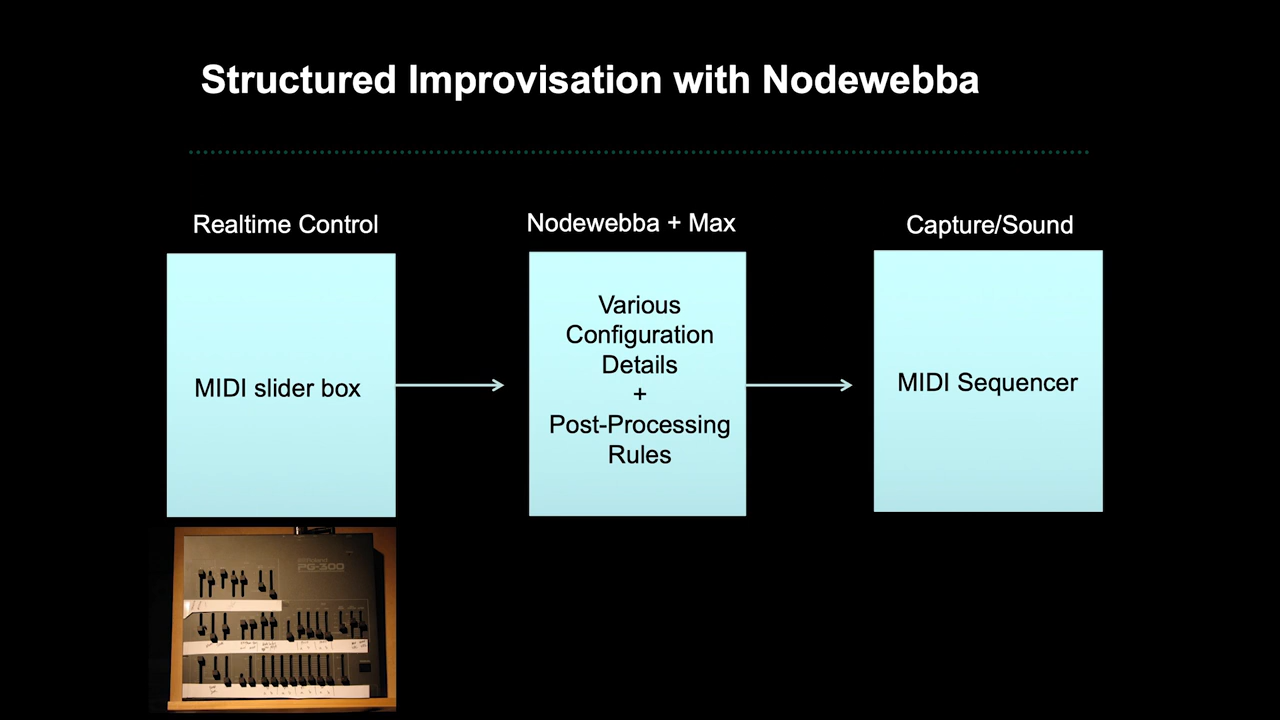 Structured Improvisation with Nodewebba
Realtime Control
Nodewebba + Max
Capture/Sound
MIDI slider box
Various
Configuration
Details
+
Post-Processing
Rules
MIDI Sequencer
PG-300